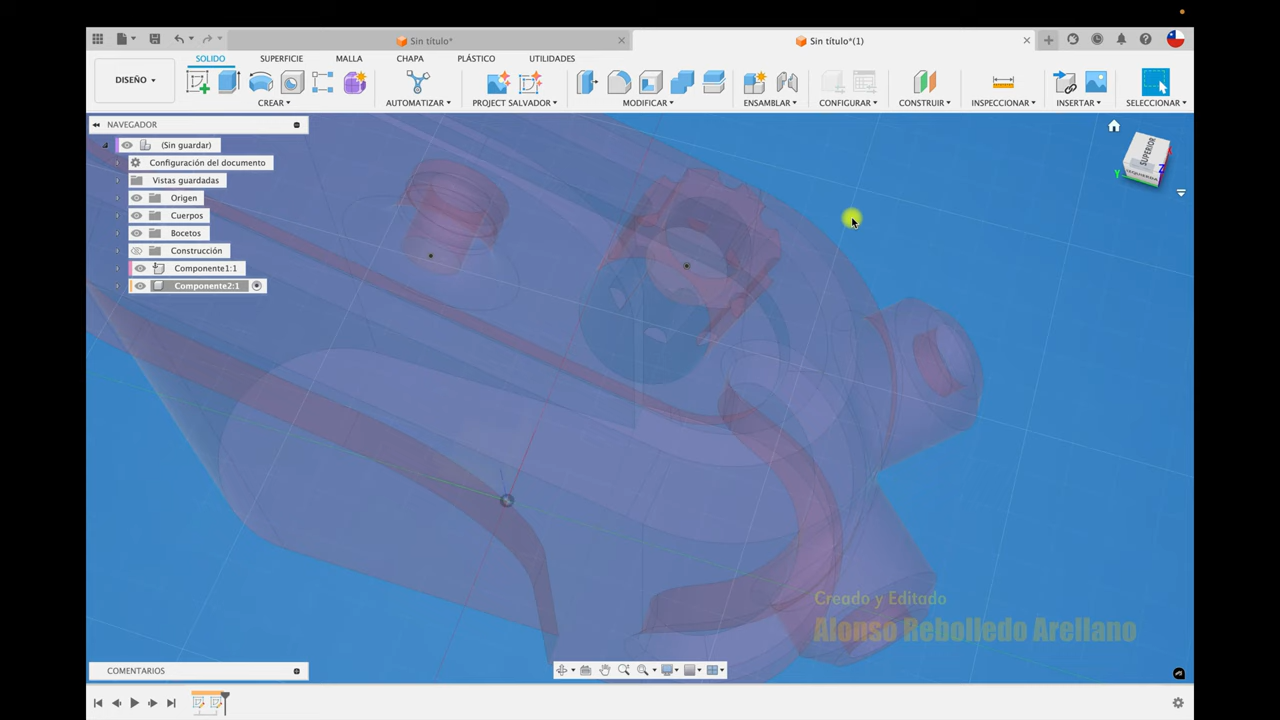 Sin título*
Sin título*(1)
DISEÑO
SOLIDO
SUPERFICIE
MALLA
CHAPA
PLÁSTICO
UTILIDADES
CREAR
AUTOMATIZAR
PROJECT SALVADOR
MODIFICAR
ENSAMBLAR
CONFIGURAR
CONSTRUIR
INSPECCIONAR
INSERTAR
SELECCIONAR
NAVEGADOR
(Sin guardar)
Configuración del documento
Vistas guardadas
Origen
Cuerpos
Bocetos
Construcción
Componente1:1
Componente2:1
SUPERIOR
IZQUIERDA
Z
Y
Creado y Editado
Alonso Rebolledo Arellano
COMENTARIOS